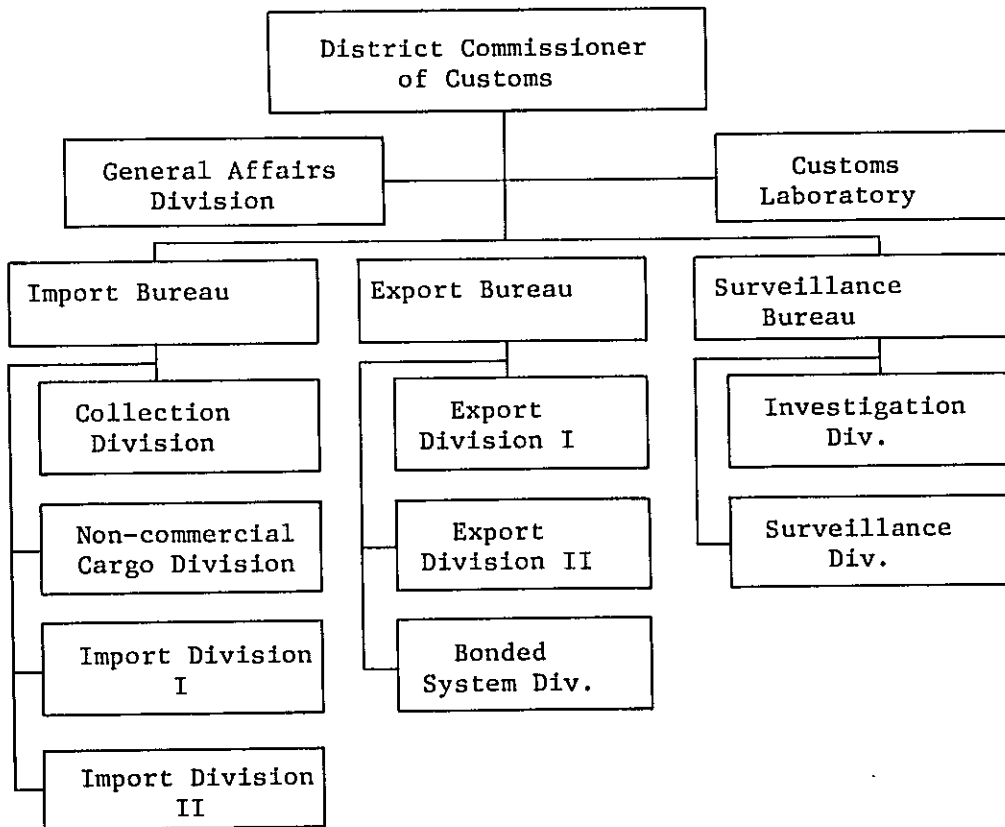 District Commissioner
of Customs
General Affairs
Division
Customs
Laboratory
Import Bureau
Export Bureau
Surveillance
Bureau
Collection
Division
Non-commercial
Cargo Division
Import Division
I
Import Division
II
Export
Division I
Export
Division II
Bonded
System Div.
Investigation
Div.
Surveillance
Div.